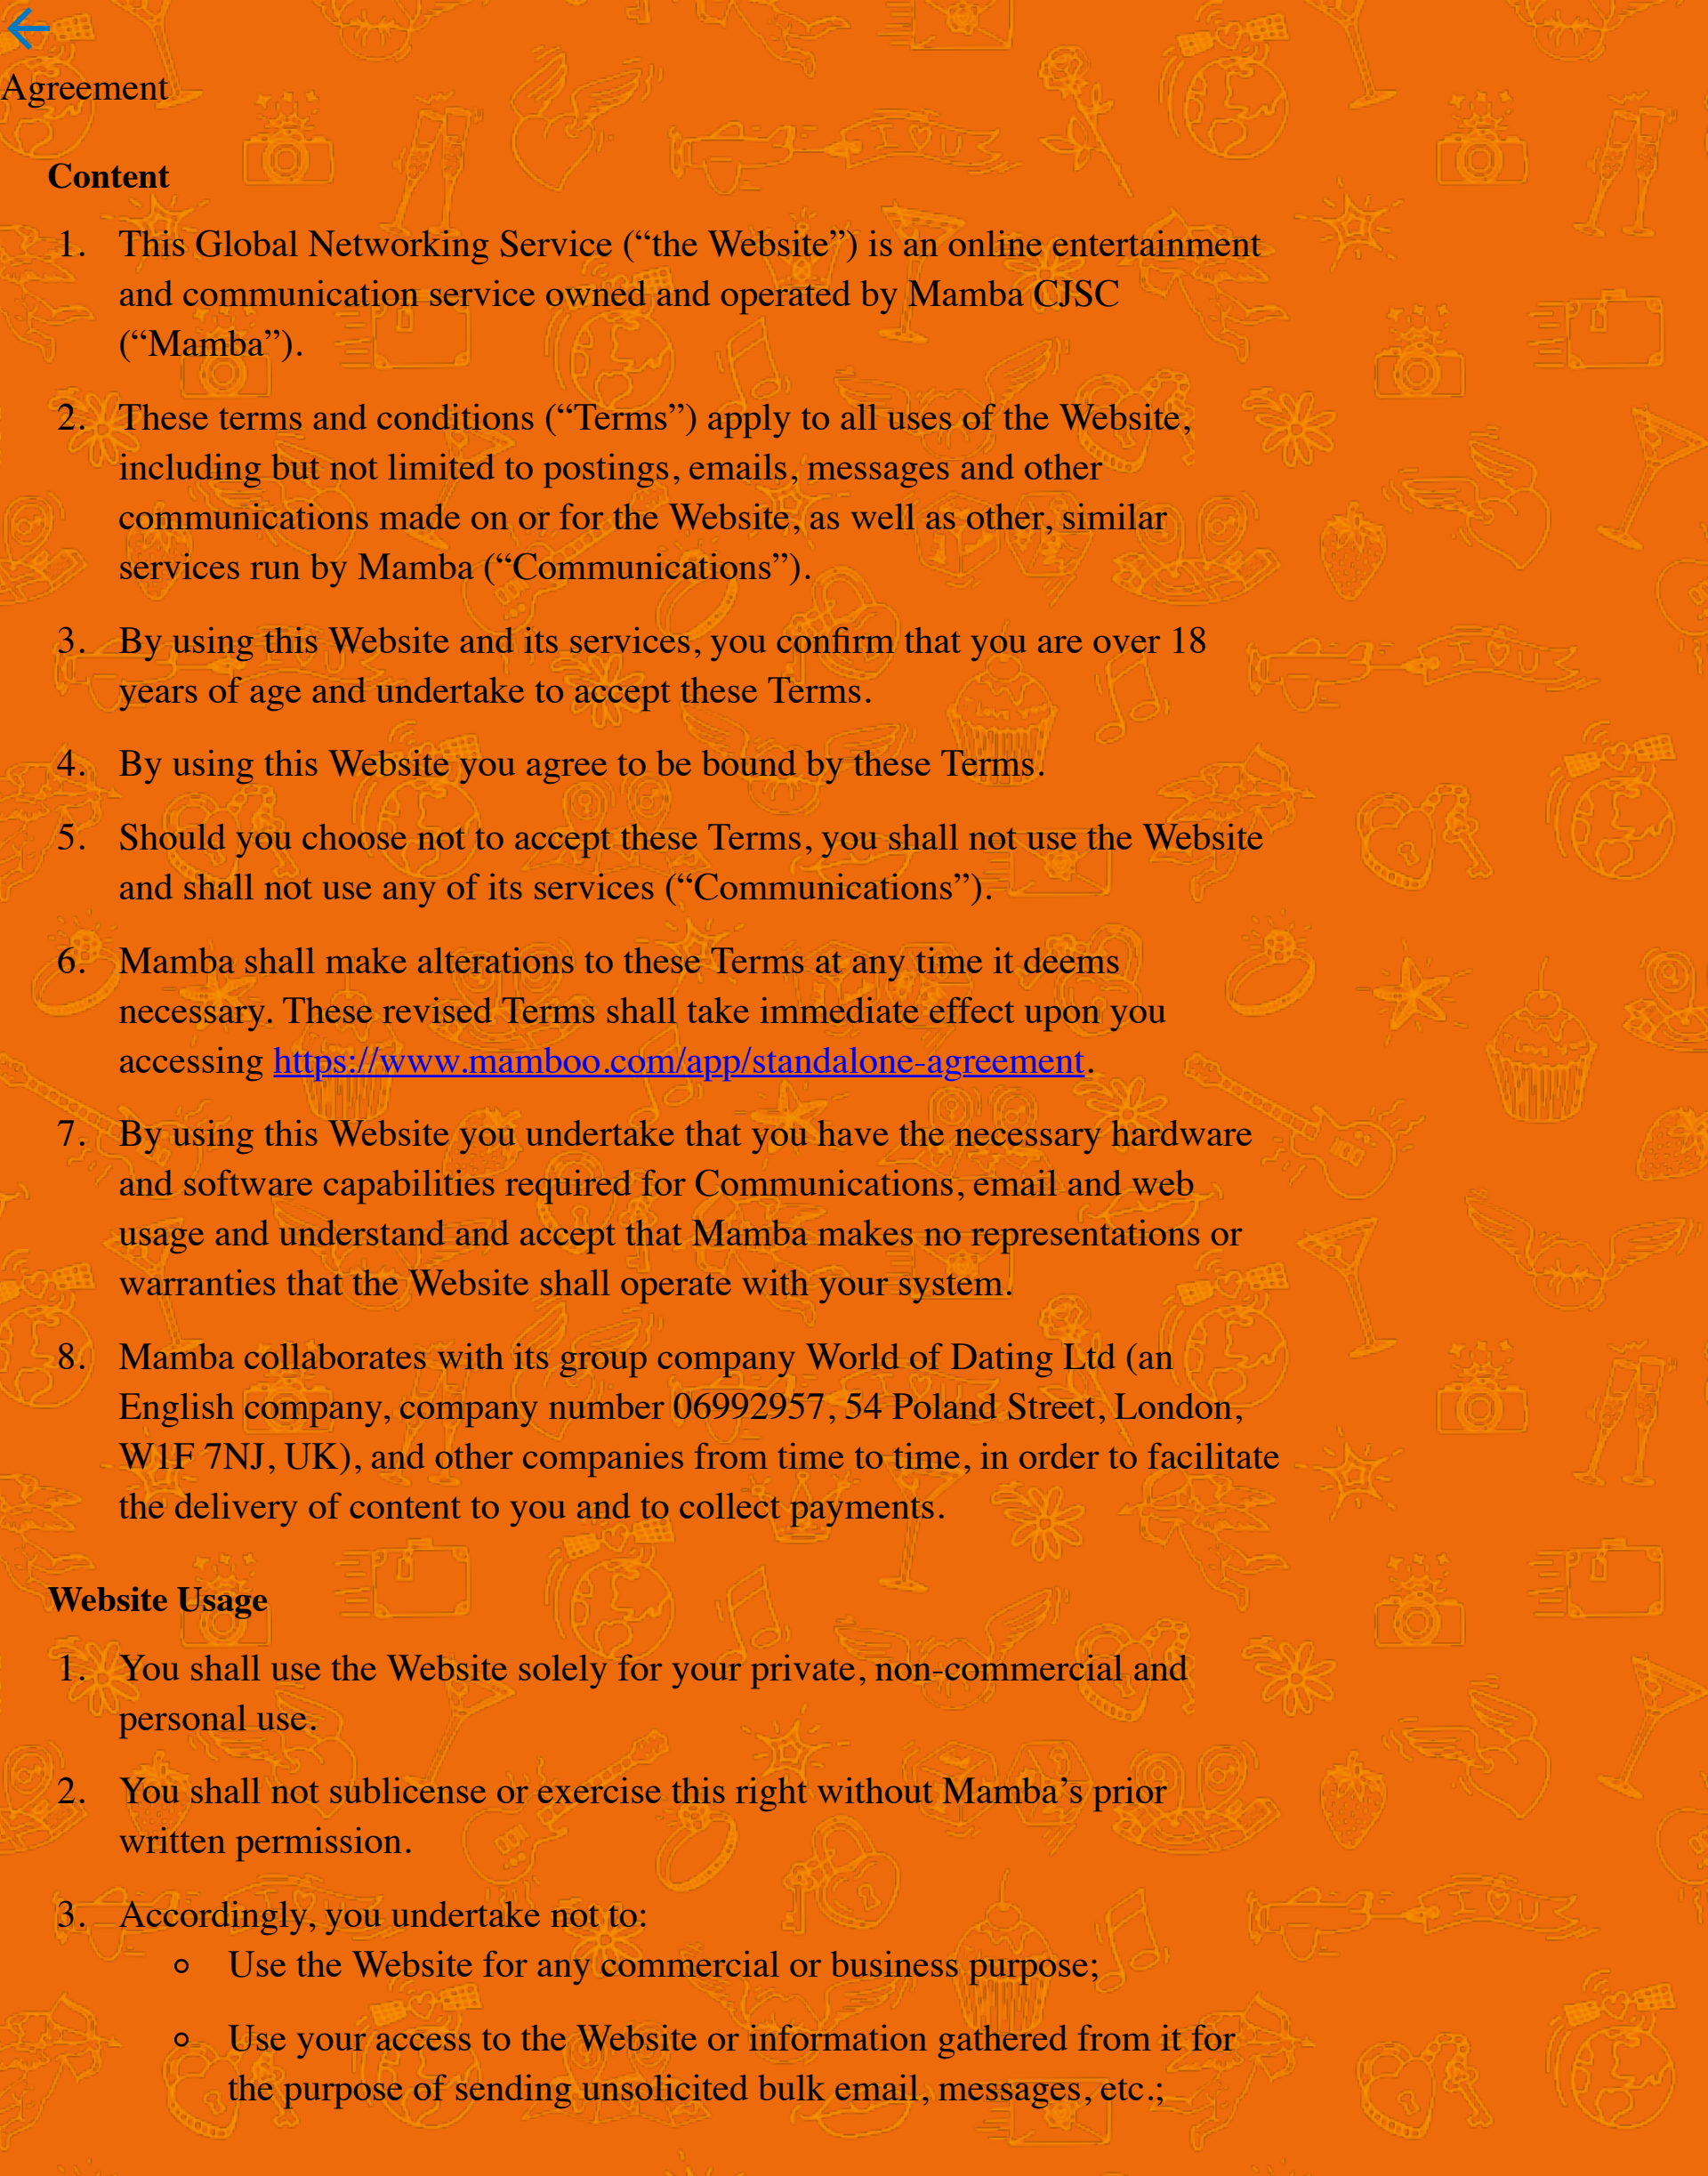 Agreement
Content
1. This Global Networking Service (“the Website”) is an online entertainment
and communication service owned and operated by Mamba CJSC
(“Mamba”).
2. These terms and conditions (“Terms”) apply to all uses of the Website,
including but not limited to postings, emails, messages and other
communications made on or for the Website, as well as other, similar
services run by Mamba (“Communications”).
3. By using this Website and its services, you confirm that you are over 18
years of age and undertake to accept these Terms.
4. By using this Website you agree to be bound by these Terms.
5. Should you choose not to accept these Terms, you shall not use the Website
and shall not use any of its services (“Communications”).
6. Mamba shall make alterations to these Terms at any time it deems
necessary. These revised Terms shall take immediate effect upon you
accessing https://www.mamboo.com/app/standalone-agreement.
7. By using this Website you undertake that you have the necessary hardware
and software capabilities required for Communications, email and web
usage and understand and accept that Mamba makes no representations or
warranties that the Website shall operate with your system.
8. Mamba collaborates with its group company World of Dating Ltd (an
English company, company number 06992957, 54 Poland Street, London,
W1F 7NJ, UK), and other companies from time to time, in order to facilitate
the delivery of content to you and to collect payments.
Website Usage
1. You shall use the Website solely for your private, non-commercial and
personal use.
2. You shall not sublicense or exercise this right without Mamba’s prior
written permission.
3. Accordingly, you undertake not to:
Use the Website for any commercial or business purpose;
Use your access to the Website or information gathered from it for
the purpose of sending unsolicited bulk email, messages, etc.;